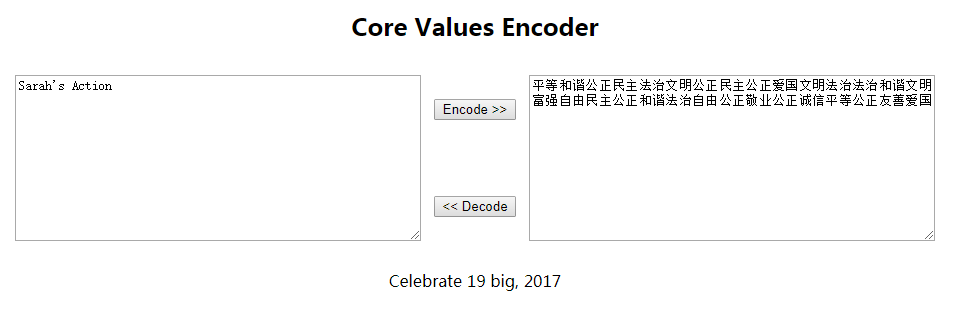 Core Values Encoder
Sarah's Action
平等和谐公正民主法治文明公正民主公正爱国文明法治法治和谐文明
富强自由民主公正和谐法治自由公正敬业公正诚信平等公正友善爱国
Encode >>
<< Decode
Celebrate 19 big, 2017